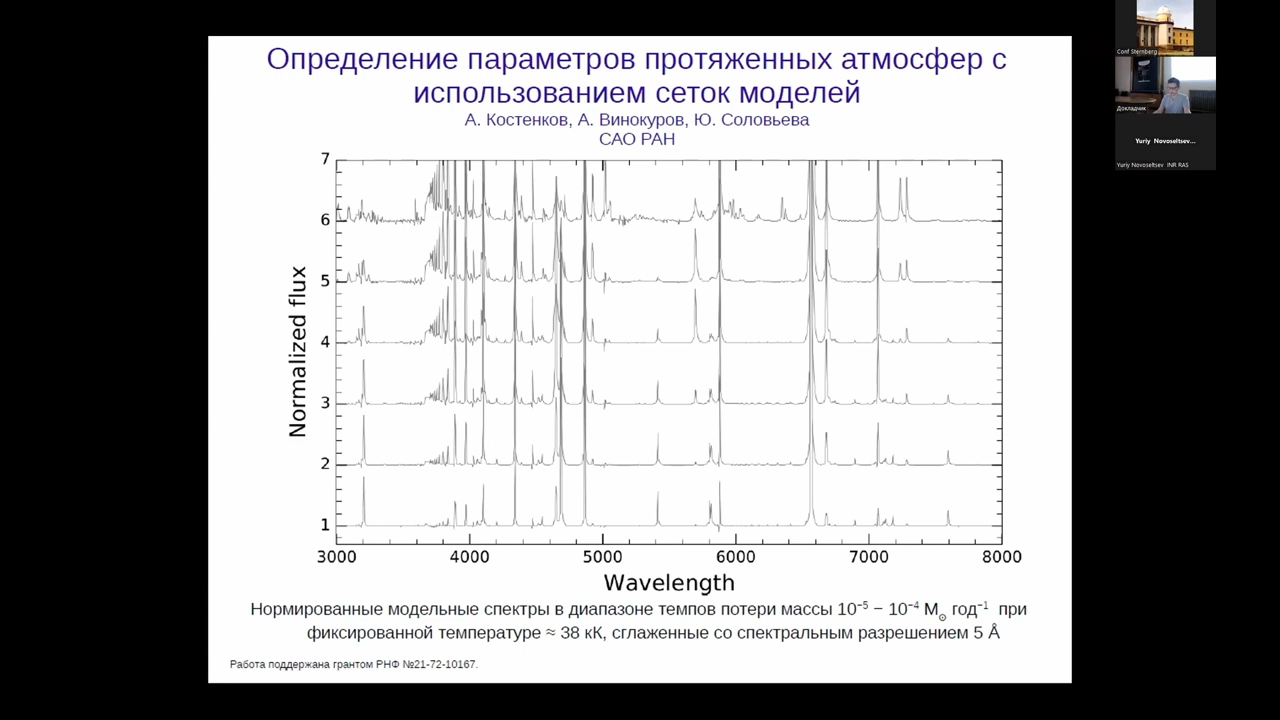 Определение параметров протяженных атмосфер с
использованием сеток моделей
А. Костенков, А. Винокуров, Ю. Соловьева
САО РАН
7
6
5
4
3
2
1
Normalized flux
3000 4000 5000 6000 7000 8000
Wavelength
Нормированные модельные спектры в диапазоне темпов потери массы 10⁻⁵ − 10⁻⁴ M☉ год⁻¹ при
фиксированной температуре ≈ 38 кК, сглаженные со спектральным разрешением 5 Å
Работа поддержана грантом РНФ №21-72-10167.
Conf Sternberg
Докладчик
Yuriy Novoseltsev...
Yuriy Novoseltsev INR RAS